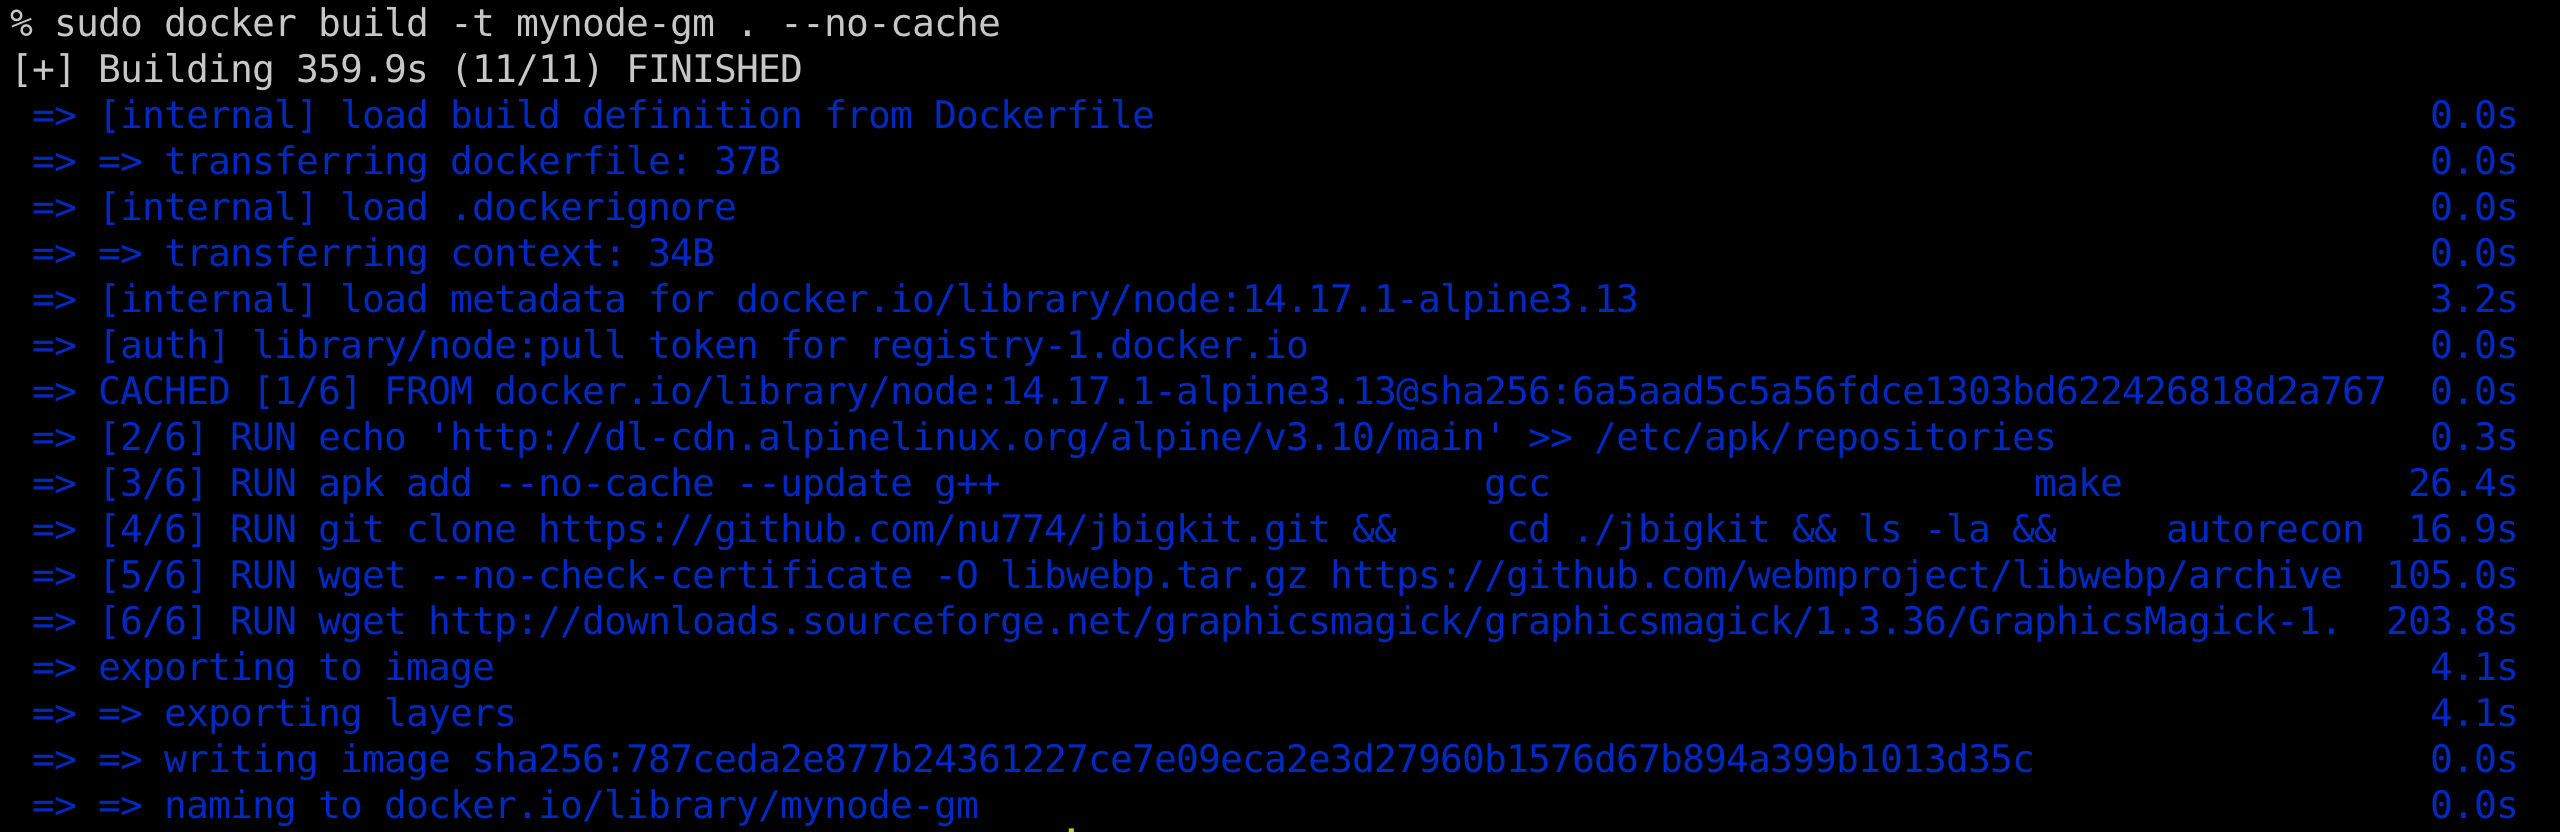 % sudo docker build -t mynode-gm . --no-cache
[+] Building 359.9s (11/11) FINISHED
=> [internal] load build definition from Dockerfile 0.0s
=> => transferring dockerfile: 37B 0.0s
=> [internal] load .dockerignore 0.0s
=> => transferring context: 34B 0.0s
=> [internal] load metadata for docker.io/library/node:14.17.1-alpine3.13 3.2s
=> [auth] library/node:pull token for registry-1.docker.io 0.0s
=> CACHED [1/6] FROM docker.io/library/node:14.17.1-alpine3.13@sha256:6a5aad5c5a56fdce1303bd622426818d2a767 0.0s
=> [2/6] RUN echo 'http://dl-cdn.alpinelinux.org/alpine/v3.10/main' >> /etc/apk/repositories 0.3s
=> [3/6] RUN apk add --no-cache --update g++ gcc make 26.4s
=> [4/6] RUN git clone https://github.com/nu774/jbigkit.git && cd ./jbigkit && ls -la && autorecon 16.9s
=> [5/6] RUN wget --no-check-certificate -O libwebp.tar.gz https://github.com/webmproject/libwebp/archive 105.0s
=> [6/6] RUN wget http://downloads.sourceforge.net/graphicsmagick/graphicsmagick/1.3.36/GraphicsMagick-1. 203.8s
=> exporting to image 4.1s
=> => exporting layers 4.1s
=> => writing image sha256:787ceda2e877b24361227ce7e09eca2e3d27960b1576d67b894a399b1013d35c 0.0s
=> => naming to docker.io/library/mynode-gm 0.0s